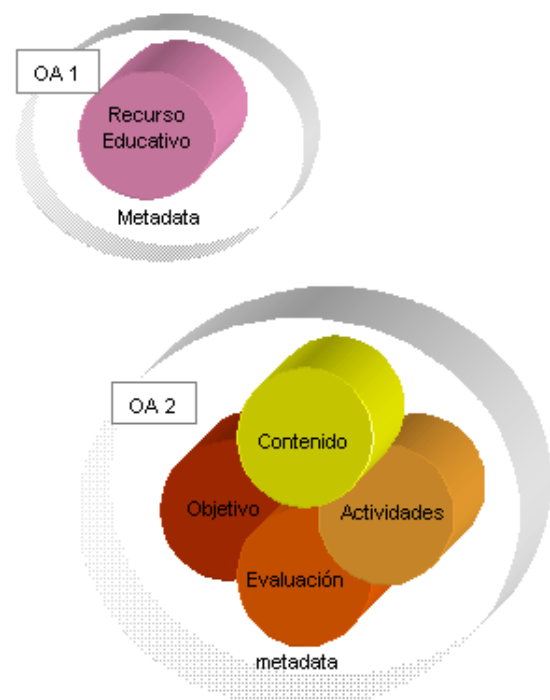 OA 1
Recurso
Educativo
Metadata
OA 2
Contenido
Objetivo
Actividades
Evaluación
metadata